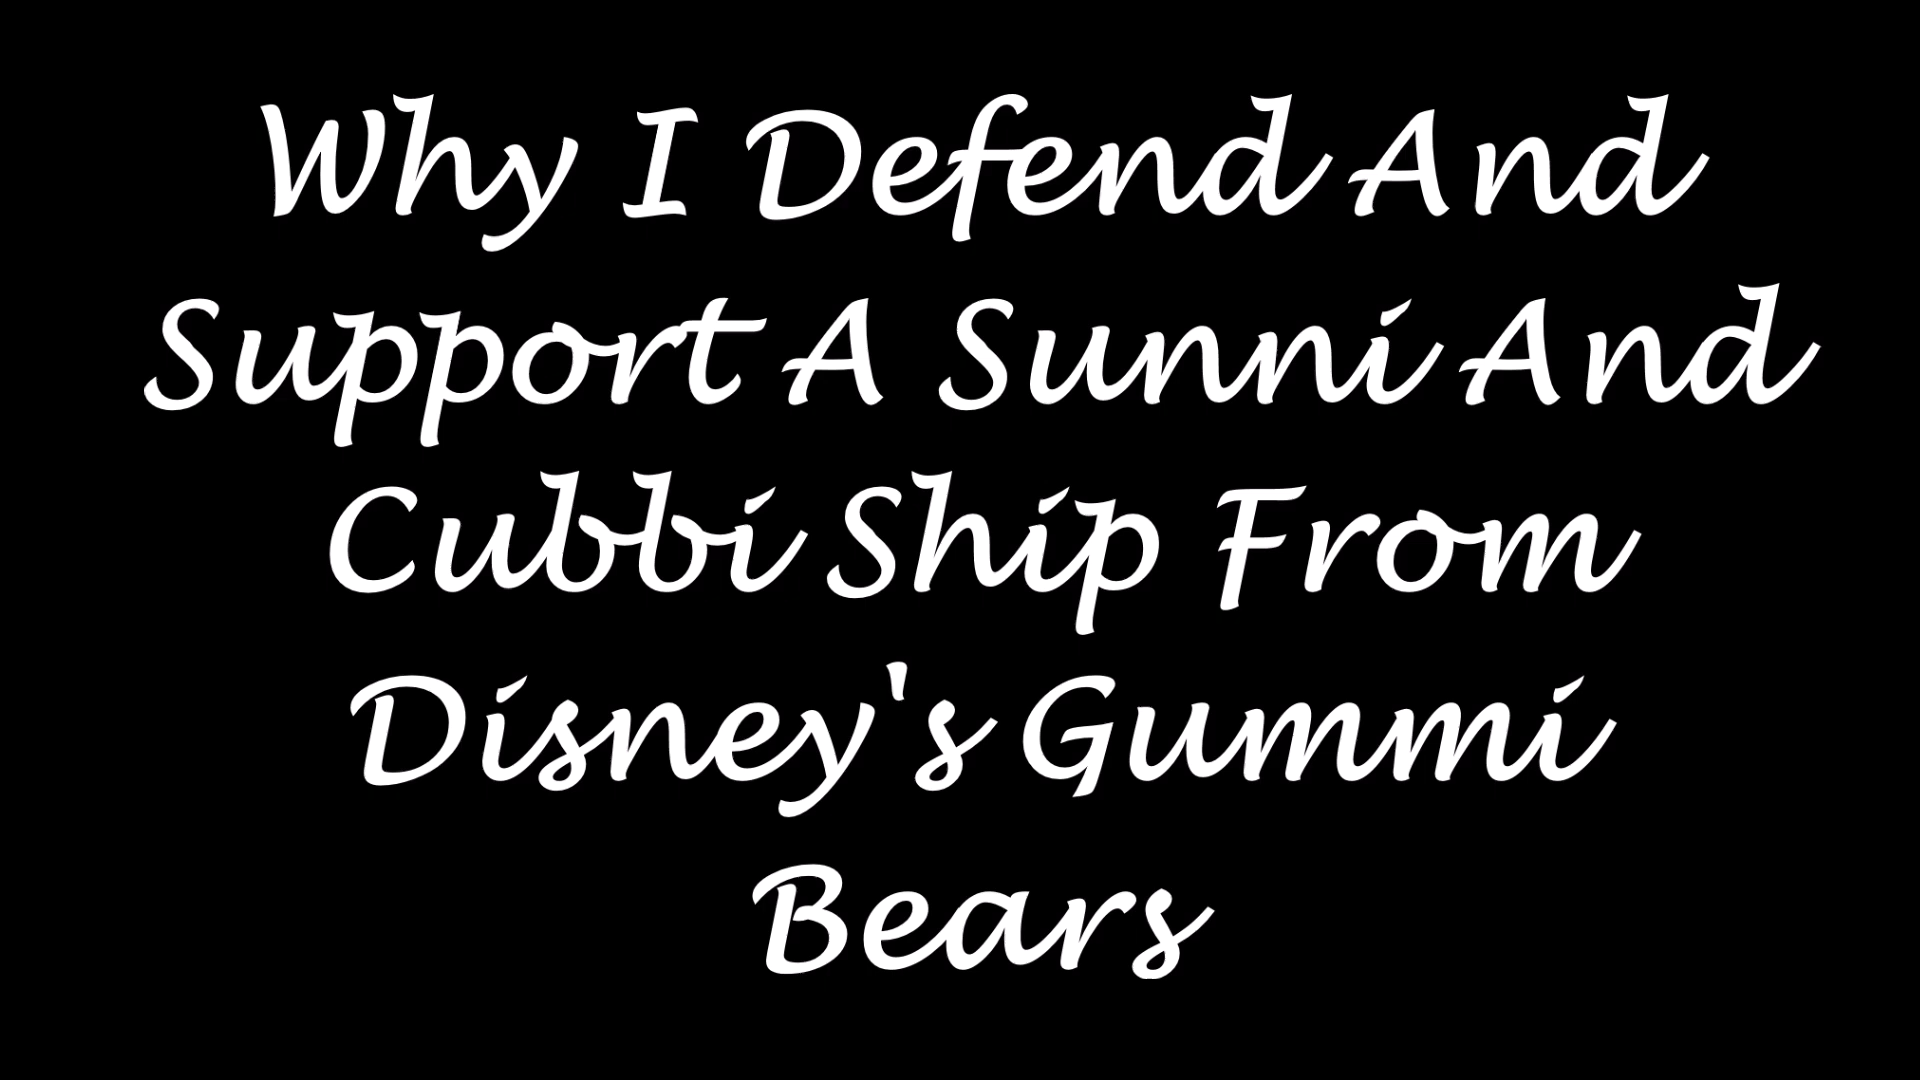 Why I Defend And
Support A Sunni And
Cubbi Ship From
Disney's Gummi
Bears